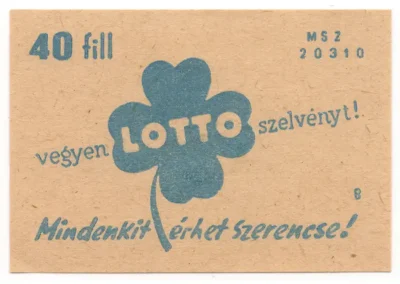 40 fill
MSZ
20310
vegyen LOTTO szelvényt!
B
Mindenkit érhet szerencse!